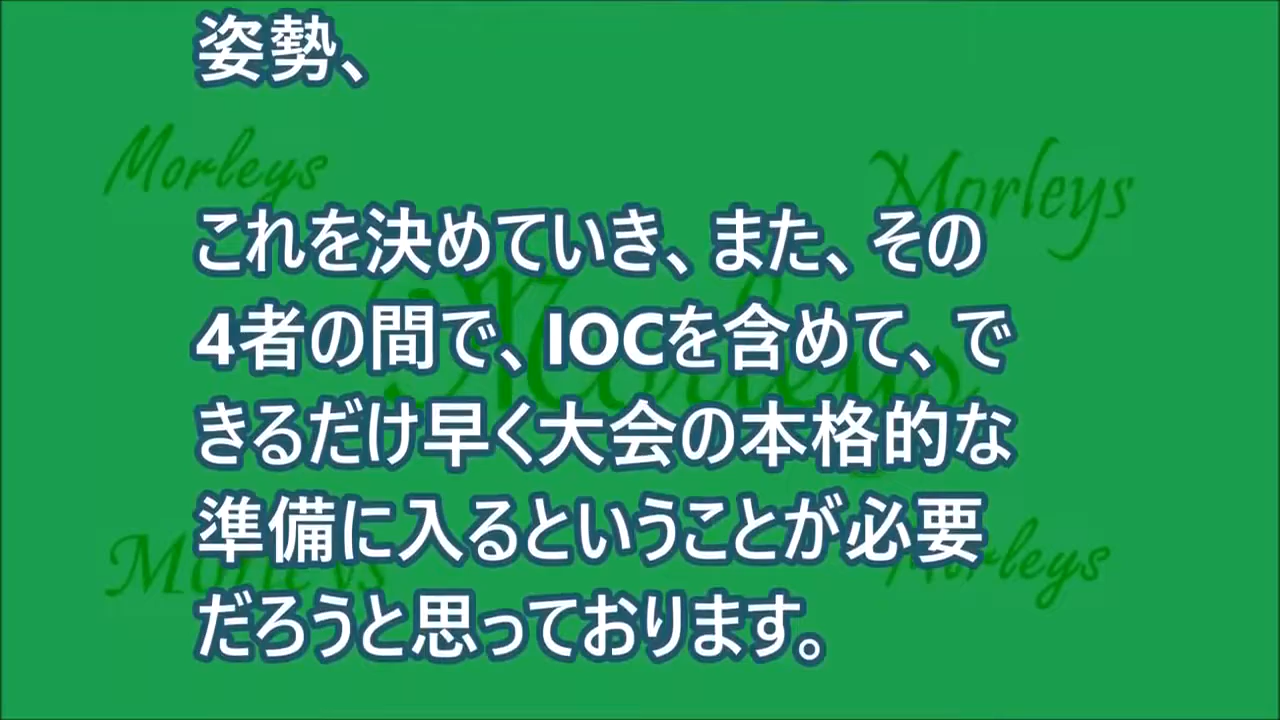 姿勢、
Morleys
Morleys
これを決めていき、また、その
Morleys
4者の間で、IOCを含めて、で
きるだけ早く大会の本格的な
準備に入るということが必要
Morleys
Morleys
だろうと思っております。